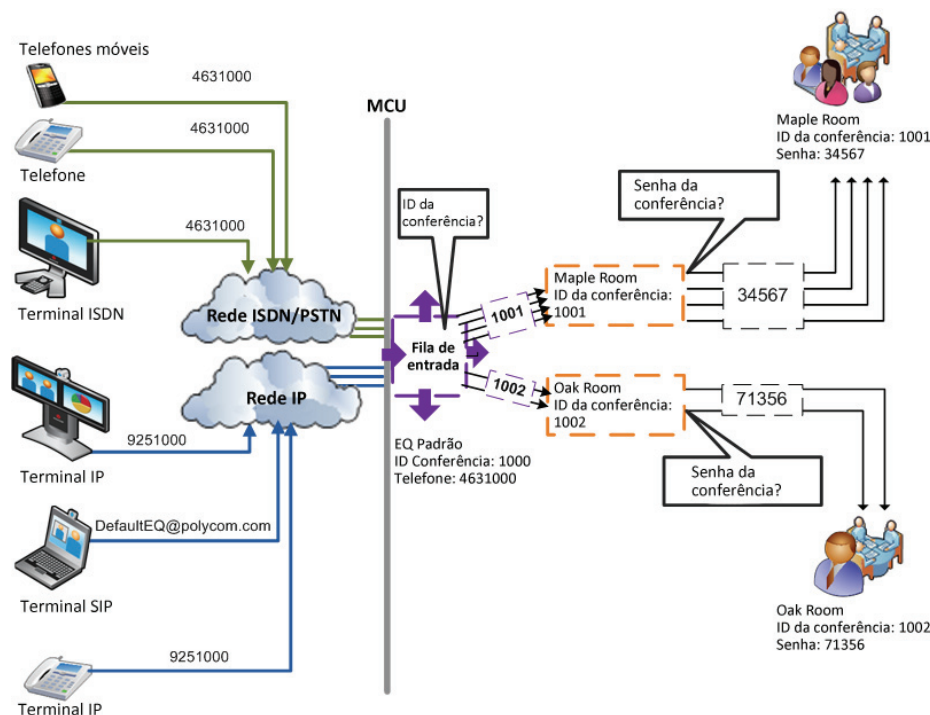 Telefones móveis
4631000
4631000
Telefone
4631000
Terminal ISDN
Rede ISDN/PSTN
Rede IP
9251000
Terminal IP
DefaultEQ@polycom.com
Terminal SIP
9251000
Terminal IP
MCU
ID da
conferência?
Fila de
entrada
EQ Padrão
ID Conferência: 1000
Telefone: 4631000
1001
1002
Maple Room
ID da conferência:
1001
Senha da
conferência?
34567
Maple Room
ID da conferência: 1001
Senha: 34567
Oak Room
ID da conferência:
1002
71356
Senha da
conferência?
Oak Room
ID da conferência: 1002
Senha: 71356